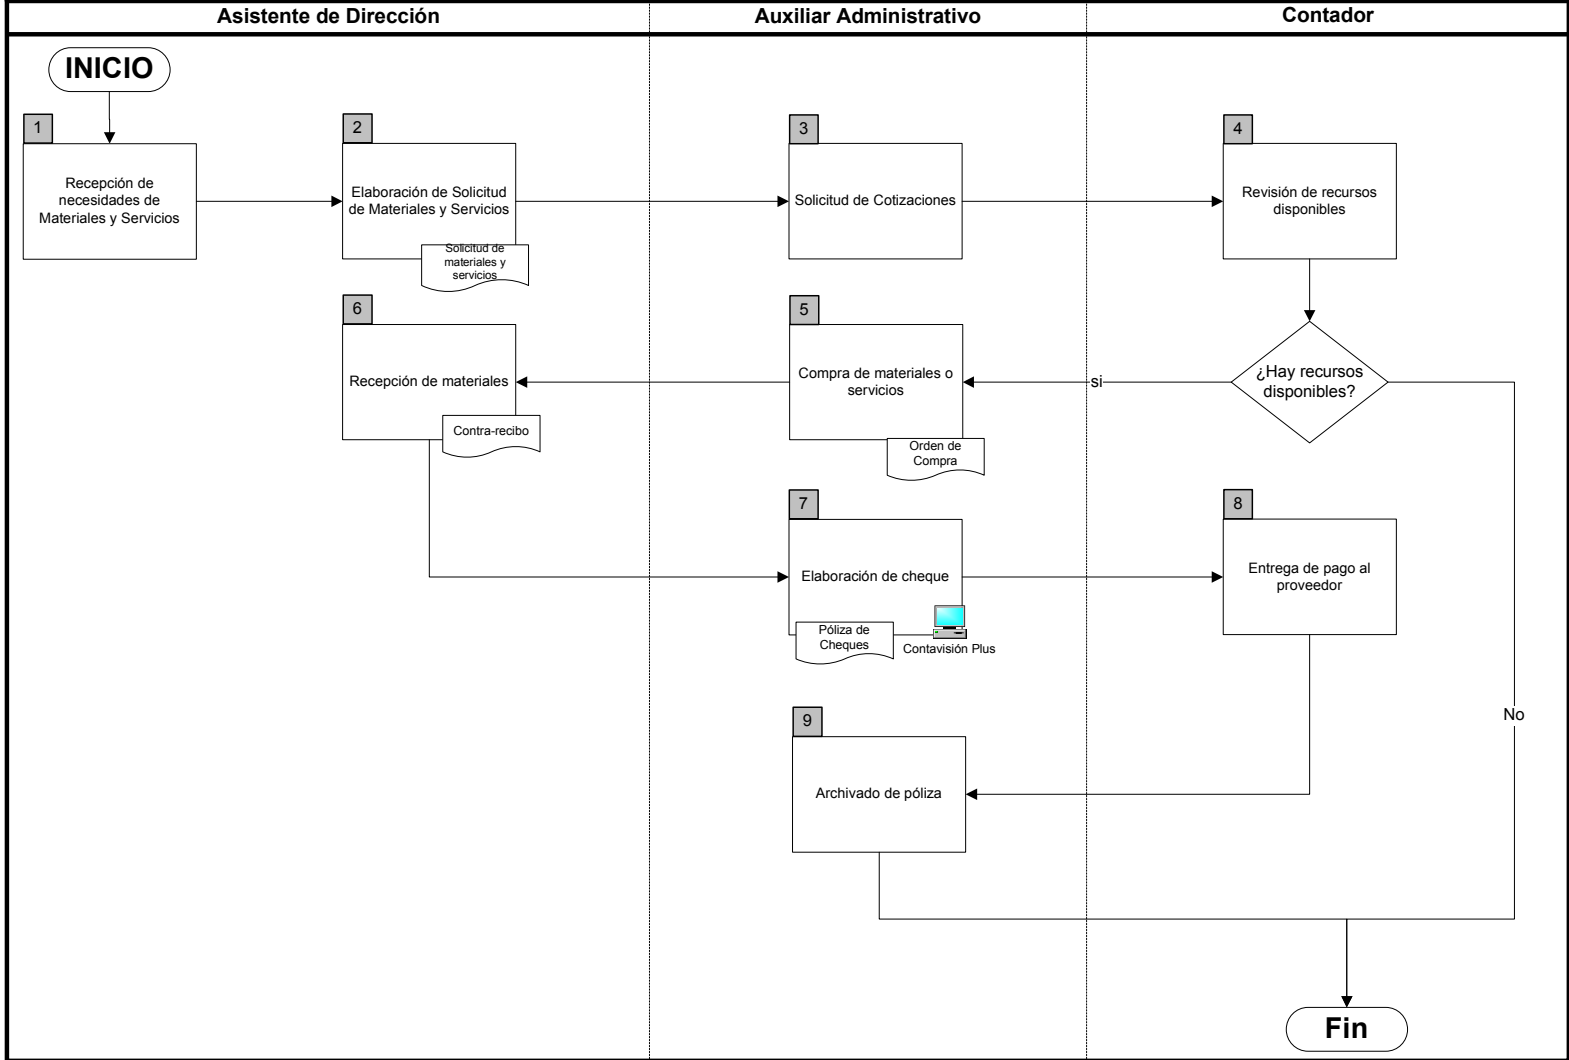 Asistente de Dirección
Auxiliar Administrativo
Contador
INICIO
1
Recepción de
necesidades de
Materiales y Servicios
2
Elaboración de Solicitud
de Materiales y Servicios
Solicitud de
materiales y
servicios
3
Solicitud de Cotizaciones
4
Revisión de recursos
disponibles
¿Hay recursos
disponibles?
si
No
5
Compra de materiales o
servicios
Orden de
Compra
6
Recepción de materiales
Contra-recibo
7
Elaboración de cheque
Póliza de
Cheques
Contavisión Plus
8
Entrega de pago al
proveedor
9
Archivado de póliza
Fin